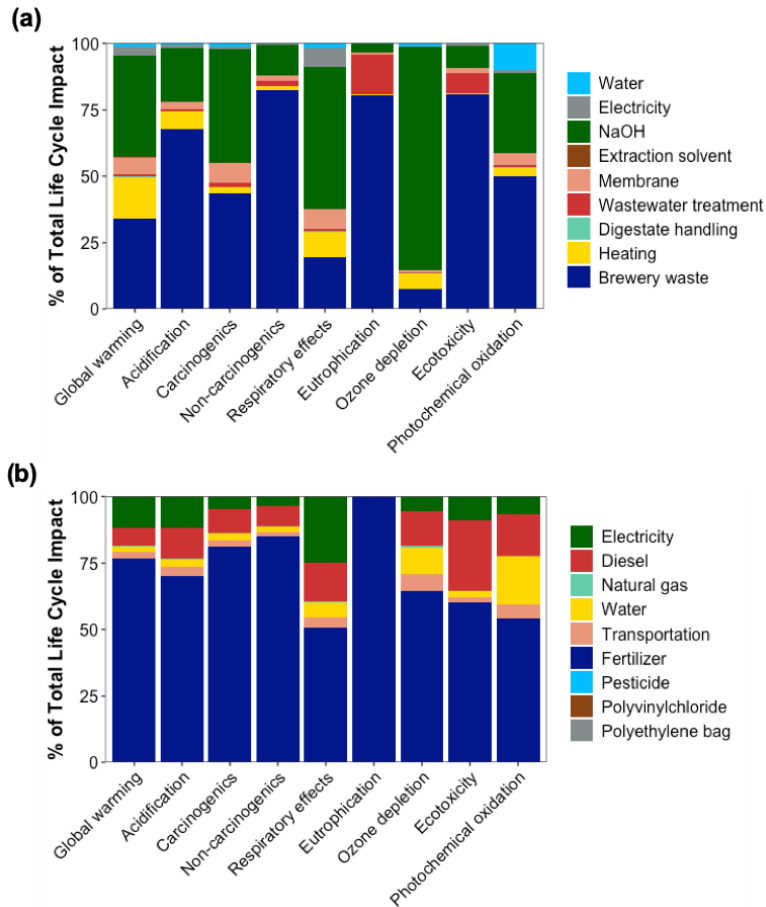 (a)
% of Total Life Cycle Impact
100
75
50
25
0
Global warming
Acidification
Carcinogenics
Non-carcinogenics
Respiratory effects
Eutrophication
Ozone depletion
Ecotoxicity
Photochemical oxidation
Water
Electricity
NaOH
Extraction solvent
Membrane
Wastewater treatment
Digestate handling
Heating
Brewery waste
(b)
% of Total Life Cycle Impact
100
75
50
25
0
Global warming
Acidification
Carcinogenics
Non-carcinogenics
Respiratory effects
Eutrophication
Ozone depletion
Ecotoxicity
Photochemical oxidation
Electricity
Diesel
Natural gas
Water
Transportation
Fertilizer
Pesticide
Polyvinylchloride
Polyethylene bag